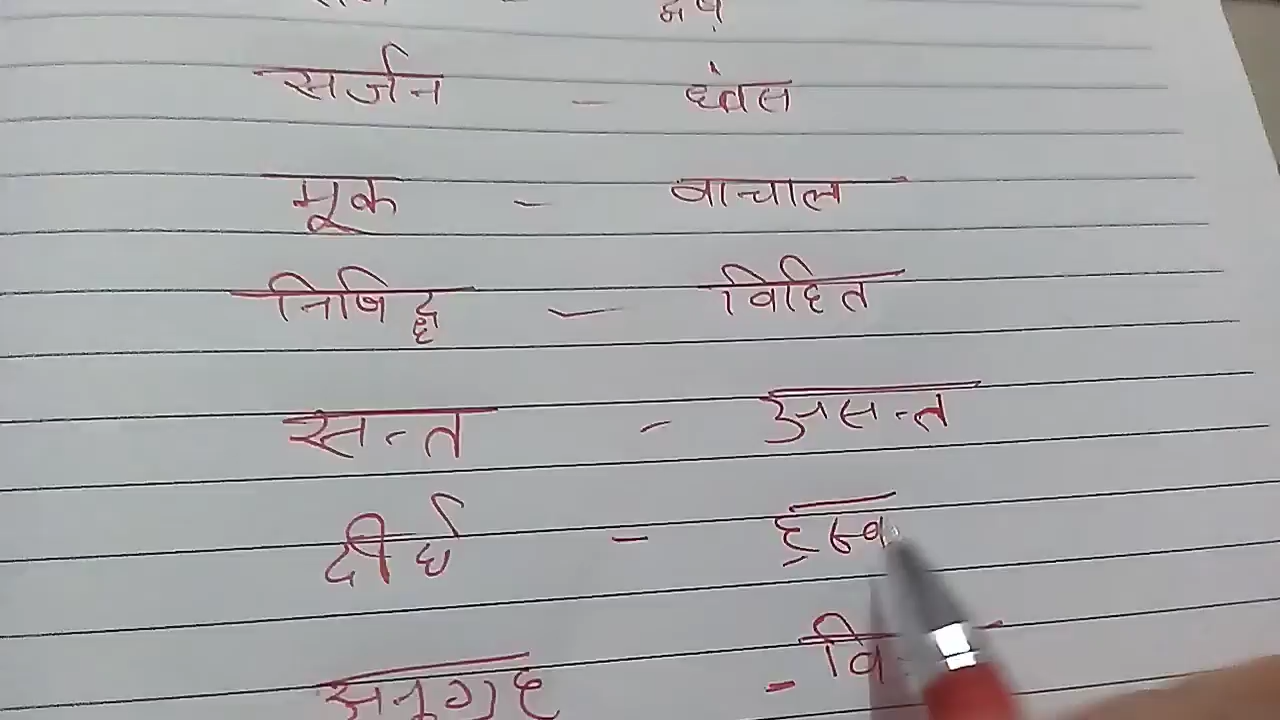 सर्जन - ध्वंस
मूक - वाचाल
निषिद्ध - विहित
सन्त - असन्त
दीर्घ - ह्रस्व
अनुग्रह - वि